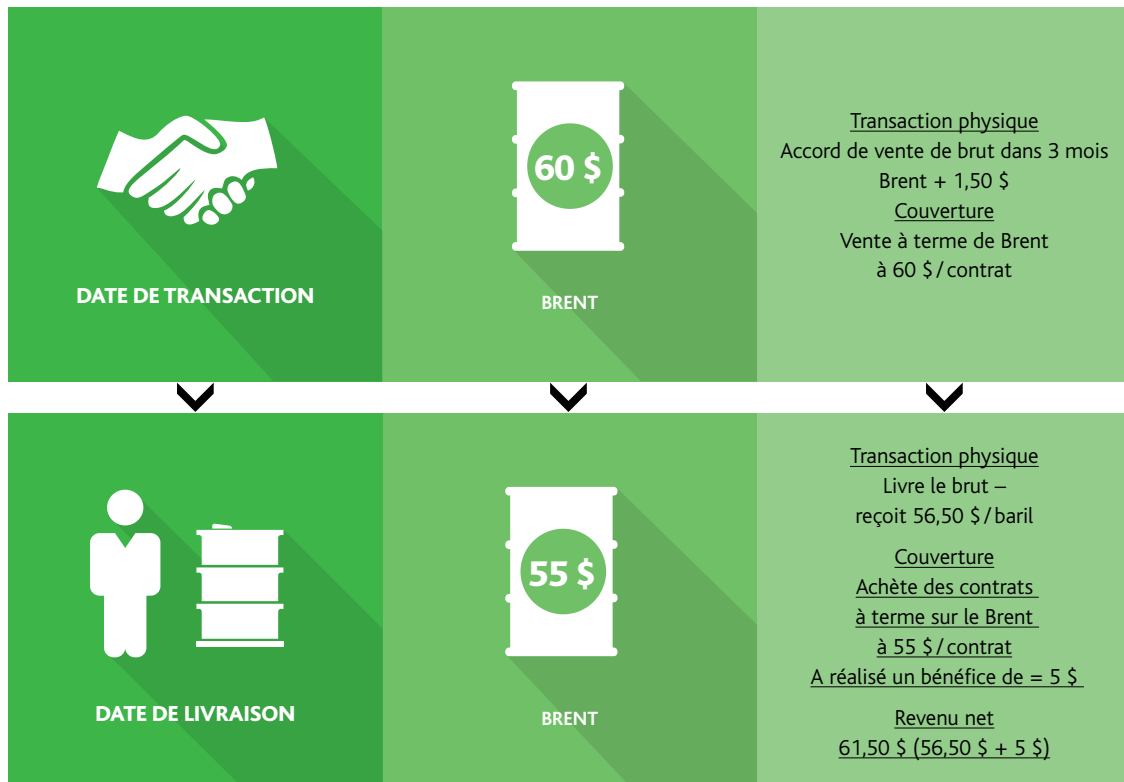 DATE DE TRANSACTION
60 $
BRENT
Transaction physique
Accord de vente de brut dans 3 mois
Brent + 1,50 $
Couverture
Vente à terme de Brent
à 60 $/contrat
DATE DE LIVRAISON
55 $
BRENT
Transaction physique
Livre le brut –
reçoit 56,50 $/baril
Couverture
Achète des contrats
à terme sur le Brent
à 55 $/contrat
A réalisé un bénéfice de = 5 $
Revenu net
61,50 $ (56,50 $ + 5 $)